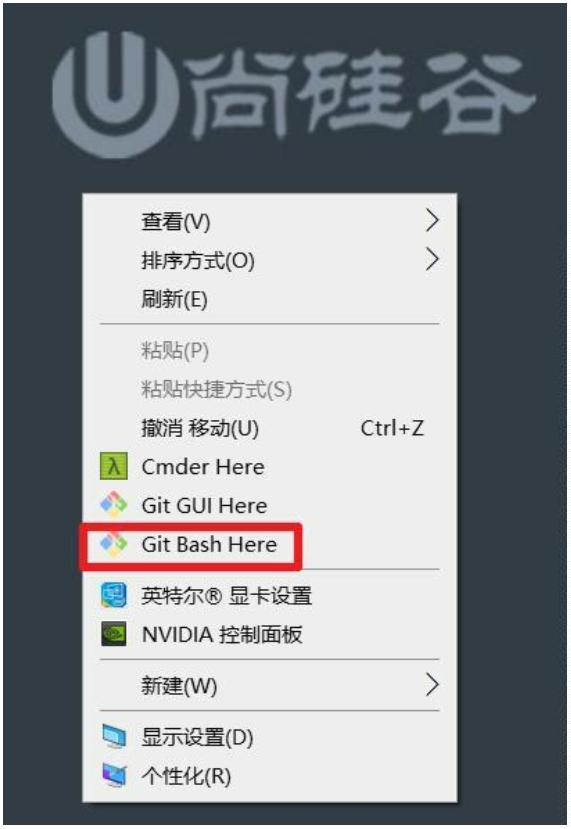 尚硅谷
查看(V)
排序方式(O)
刷新(E)
粘贴(P)
粘贴快捷方式(S)
撤消 移动(U) Ctrl+Z
Cmder Here
Git GUI Here
Git Bash Here
英特尔® 显卡设置
NVIDIA 控制面板
新建(W)
显示设置(D)
个性化(R)